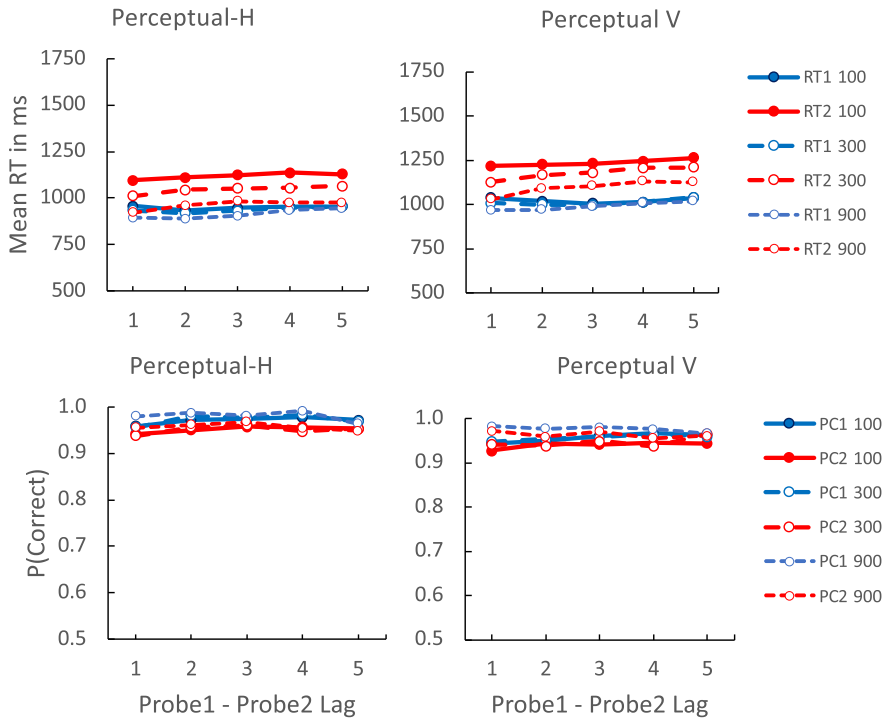 Perceptual-H
Perceptual V
Mean RT in ms
1750
1500
1250
1000
750
500
1 2 3 4 5
1750
1500
1250
1000
750
500
1 2 3 4 5
RT1 100
RT2 100
RT1 300
RT2 300
RT1 900
RT2 900
Perceptual-H
Perceptual V
P(Correct)
1.0
0.9
0.8
0.7
0.6
0.5
1 2 3 4 5
Probe1 - Probe2 Lag
1.0
0.9
0.8
0.7
0.6
0.5
1 2 3 4 5
Probe1 - Probe2 Lag
PC1 100
PC2 100
PC1 300
PC2 300
PC1 900
PC2 900